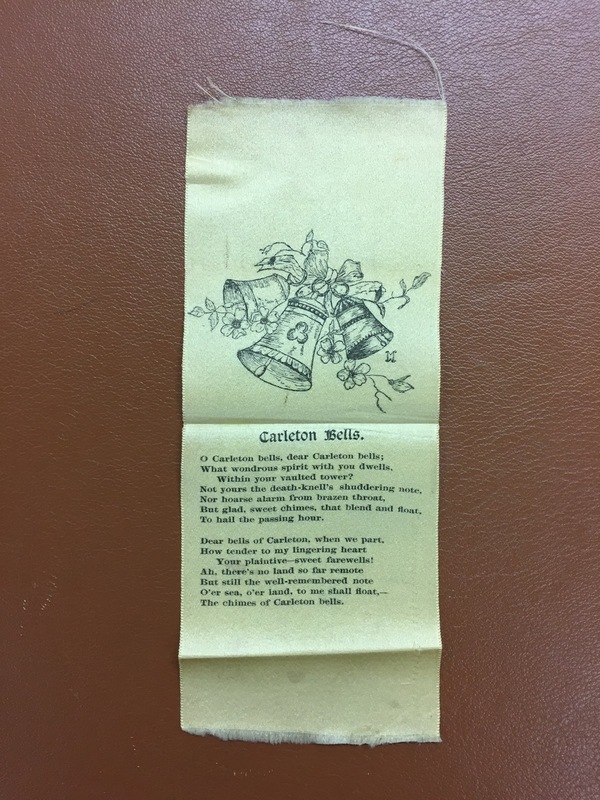 Carleton Bells.
O Carleton bells, dear Carleton bells;
What wondrous spirit with you dwells,
Within your vaulted tower?
Not yours the death-knell's shuddering note,
Nor hoarse alarm from brazen throat,
But glad, sweet chimes, that blend and float,
To hail the passing hour.
Dear bells of Carleton, when we part,
How tender to my lingering heart
Your plaintive—sweet farewells!
Ah, there's no land so far remote
But still the well-remembered note
O'er sea, o'er land, to me shall float,—
The chimes of Carleton bells.